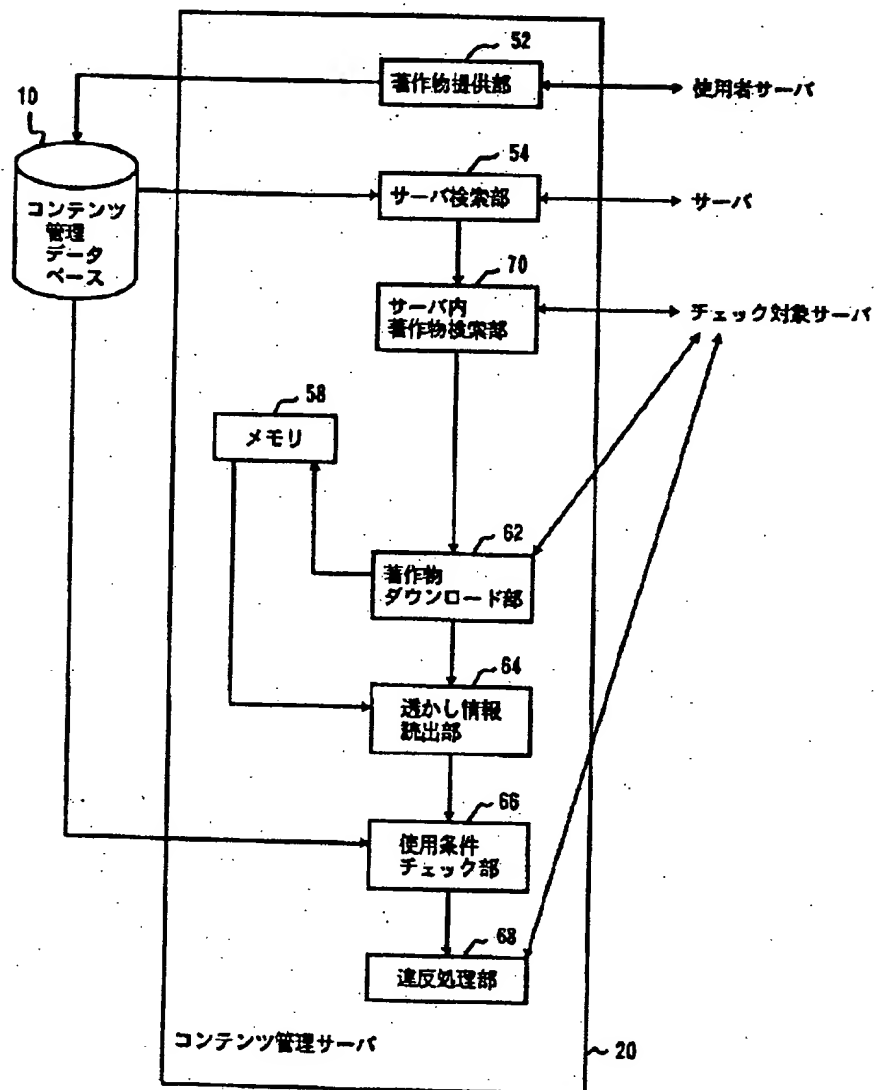 52
著作物提供部
使用者サーバ
10
コンテンツ
管理
データ
ベース
54
サーバ検索部
サーバ
70
サーバ内
著作物検索部
チェック対象サーバ
58
メモリ
62
著作物
ダウンロード部
64
透かし情報
読出部
66
使用条件
チェック部
68
違反処理部
コンテンツ管理サーバ
20